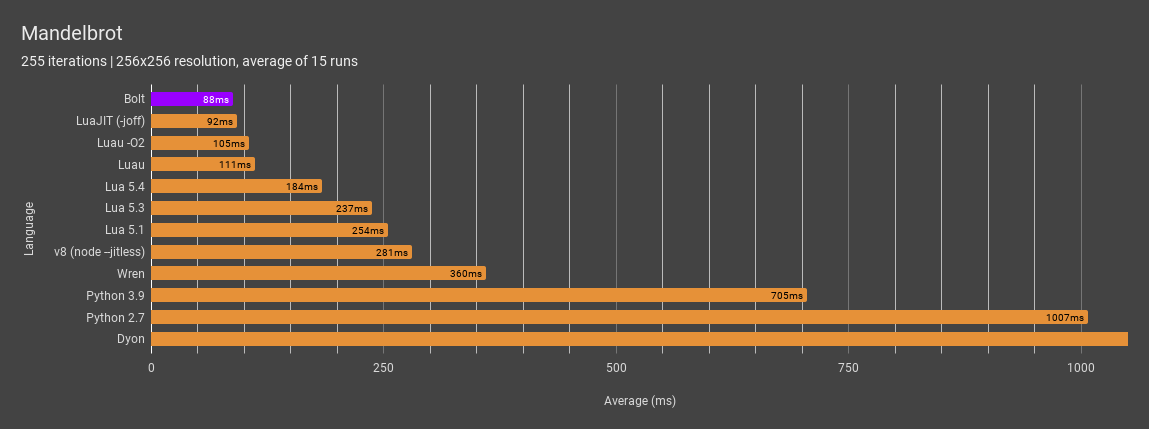 Mandelbrot
255 iterations | 256x256 resolution, average of 15 runs
Bolt 88ms
LuaJIT (-joff) 92ms
Luau -O2 105ms
Luau 111ms
Lua 5.4 184ms
Lua 5.3 237ms
Lua 5.1 254ms
v8 (node –jitless) 281ms
Wren 360ms
Python 3.9 705ms
Python 2.7 1007ms
Dyon
Language
0 250 500 750 1000
Average (ms)